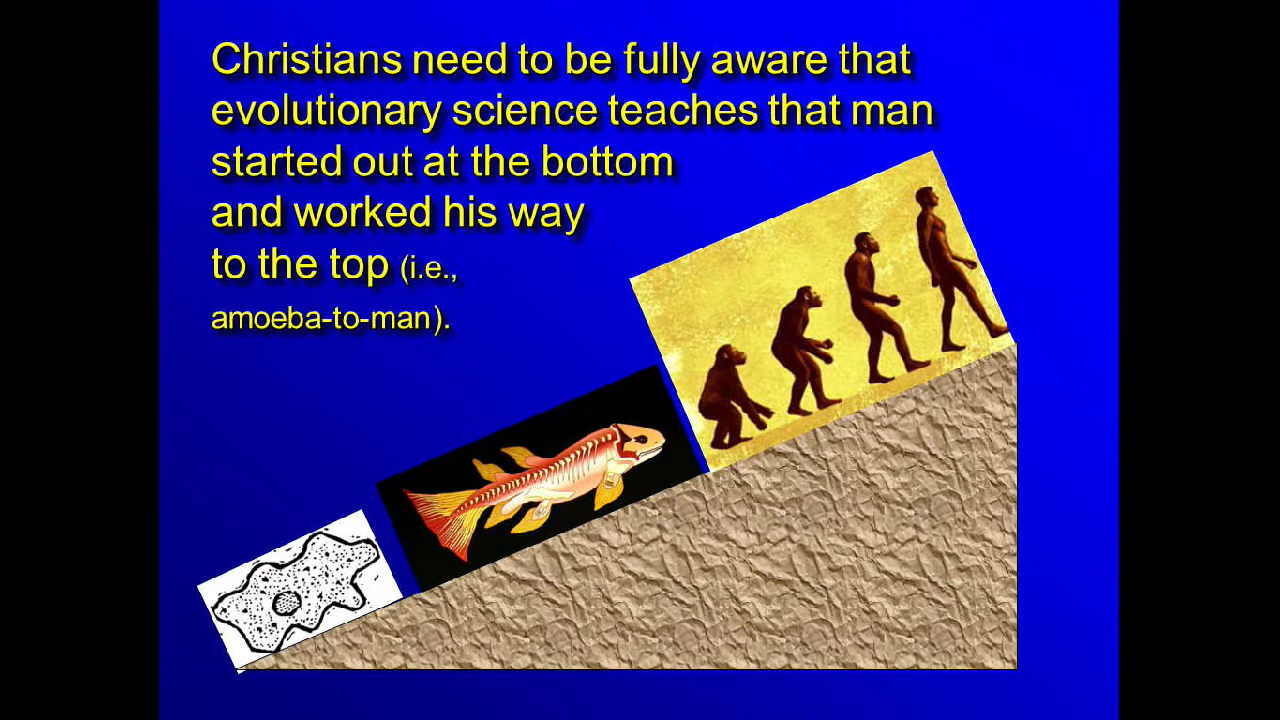 Christians need to be fully aware that
evolutionary science teaches that man
started out at the bottom
and worked his way
to the top (i.e.,
amoeba-to-man).